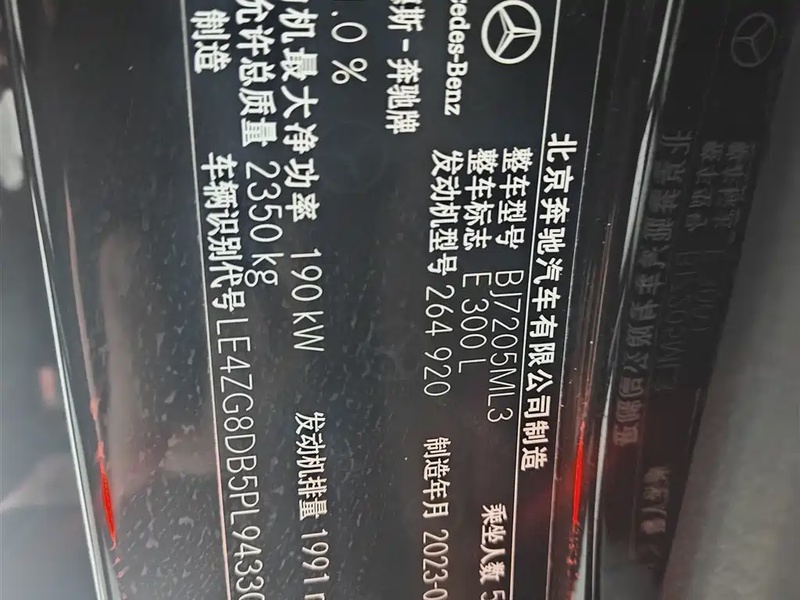 北京奔驰汽车有限公司制造
Mercedes-Benz
整车型号 BJ7205ML3 乘坐人数 5
整车标志 E 300 L
发动机型号 264 920 制造年月 2023-0
斯-奔驰牌
机最大净功率 190 kW 发动机排量 1991
.0 %
允许总质量 2350 kg
车辆识别代号 LE4ZG8DB5PL9433
制造